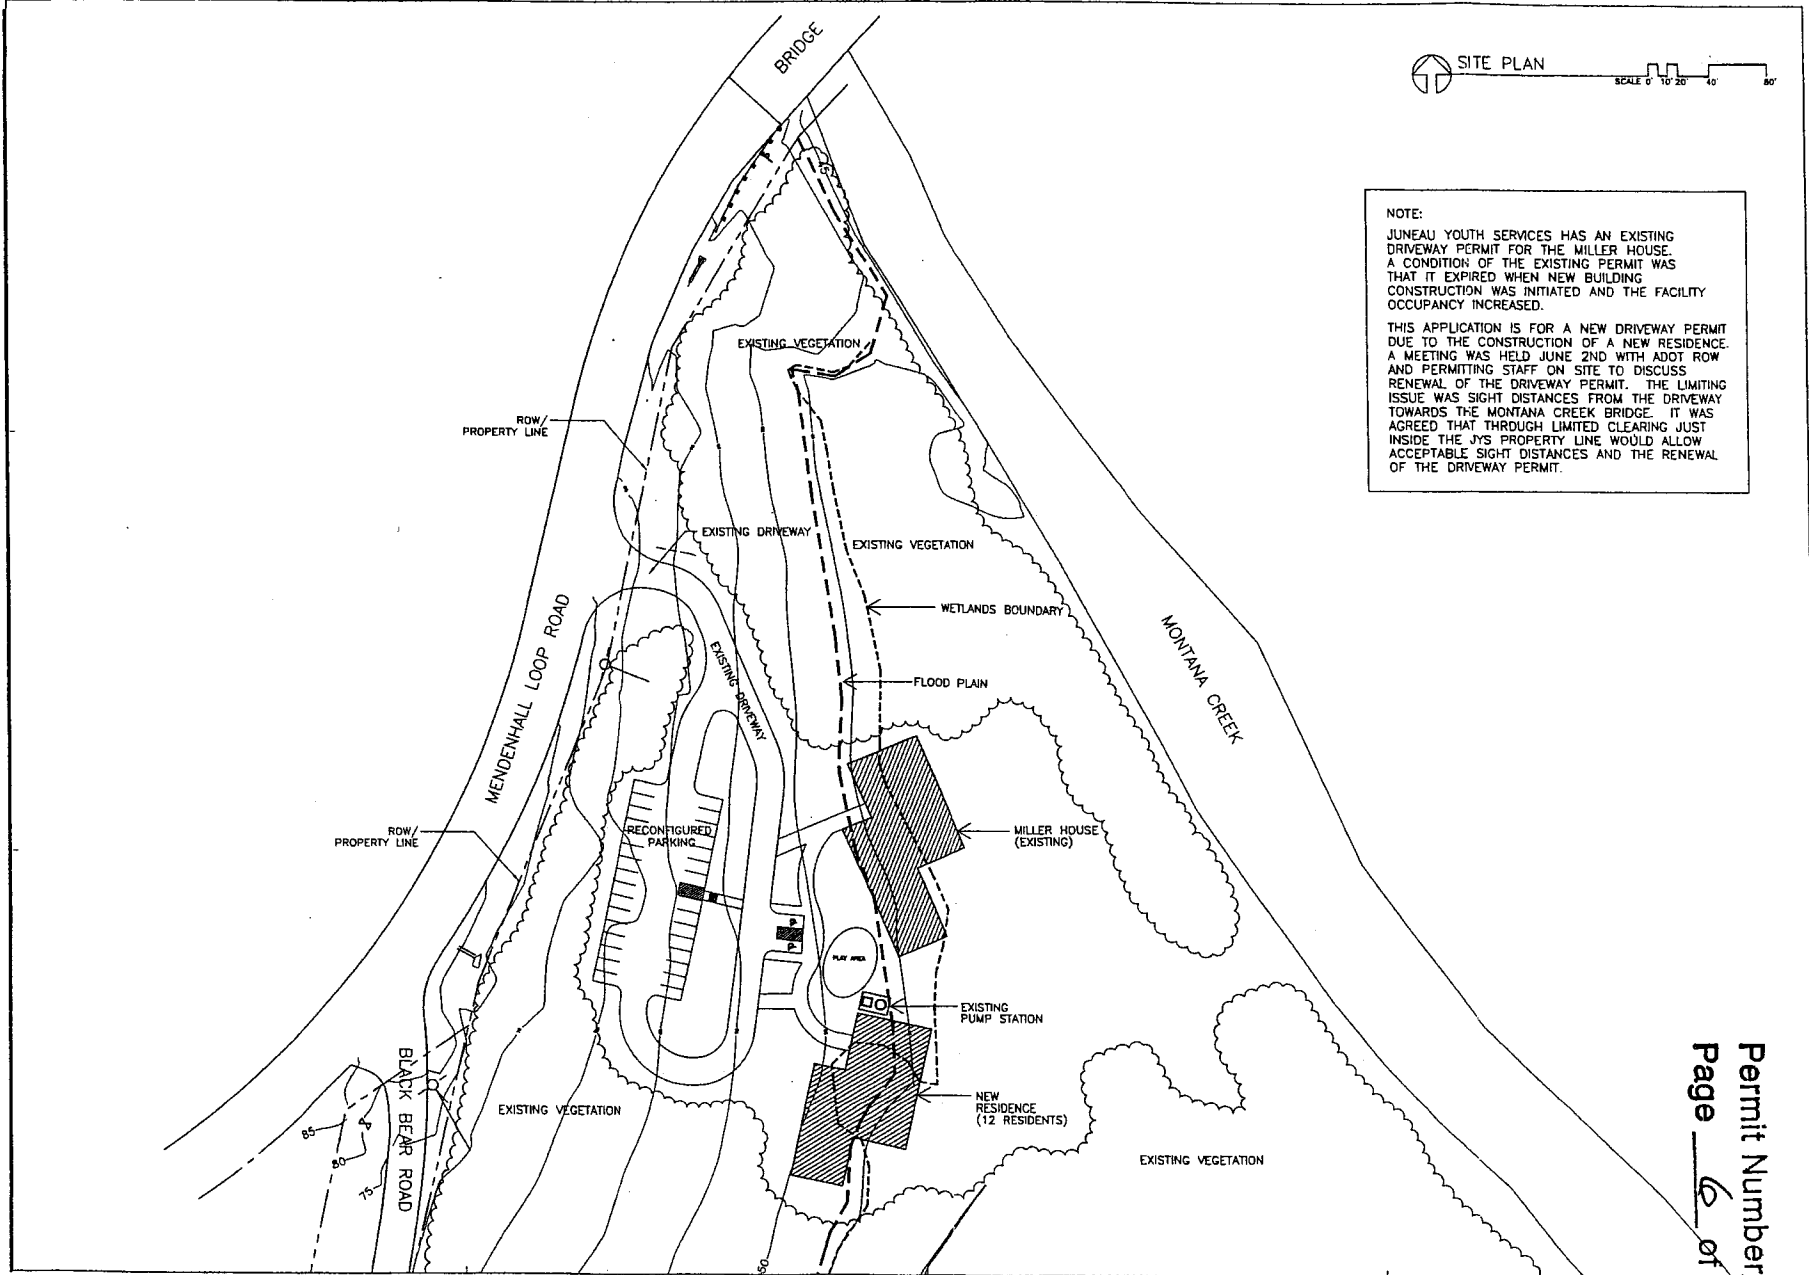 BRIDGE
SITE PLAN
SCALE 0' 10' 20' 40' 80'
NOTE:
JUNEAU YOUTH SERVICES HAS AN EXISTING
DRIVEWAY PERMIT FOR THE MILLER HOUSE.
A CONDITION OF THE EXISTING PERMIT WAS
THAT IT EXPIRED WHEN NEW BUILDING
CONSTRUCTION WAS INITIATED AND THE FACILITY
OCCUPANCY INCREASED.
THIS APPLICATION IS FOR A NEW DRIVEWAY PERMIT
DUE TO THE CONSTRUCTION OF A NEW RESIDENCE.
A MEETING WAS HELD JUNE 2ND WITH ADOT ROW
AND PERMITTING STAFF ON SITE TO DISCUSS
RENEWAL OF THE DRIVEWAY PERMIT. THE LIMITING
ISSUE WAS SIGHT DISTANCES FROM THE DRIVEWAY
TOWARDS THE MONTANA CREEK BRIDGE. IT WAS
AGREED THAT THROUGH LIMITED CLEARING JUST
INSIDE THE JYS PROPERTY LINE WOULD ALLOW
ACCEPTABLE SIGHT DISTANCES AND THE RENEWAL
OF THE DRIVEWAY PERMIT.
EXISTING VEGETATION
ROW/
PROPERTY LINE
EXISTING DRIVEWAY
EXISTING VEGETATION
WETLANDS BOUNDARY
MENDENHALL LOOP ROAD
EXISTING DRIVEWAY
FLOOD PLAIN
MONTANA CREEK
ROW/
PROPERTY LINE
RECONFIGURED
PARKING
MILLER HOUSE
(EXISTING)
PLAY AREA
EXISTING
PUMP STATION
BLACK BEAR ROAD
EXISTING VEGETATION
NEW
RESIDENCE
(12 RESIDENTS)
EXISTING VEGETATION
85
80
75
50
Permit Number
Page 6 of